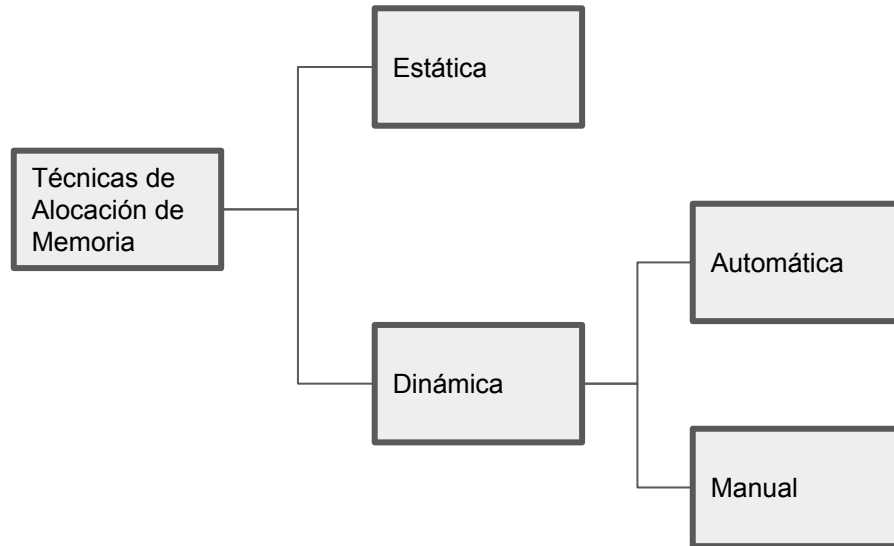 Técnicas de
Alocación de
Memoria
Estática
Dinámica
Automática
Manual